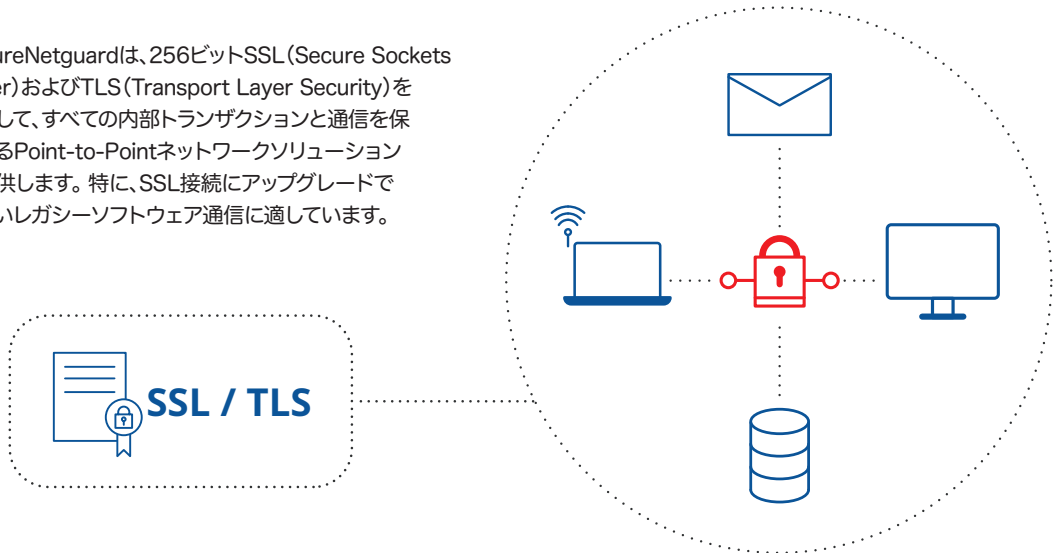 ureNetguardは、256ビットSSL（Secure Sockets
er）およびTLS（Transport Layer Security）を
して、すべての内部トランザクションと通信を保
るPoint-to-Pointネットワークソリューション
供します。特に、SSL接続にアップグレードで
いレガシーソフトウェア通信に適しています。
SSL / TLS